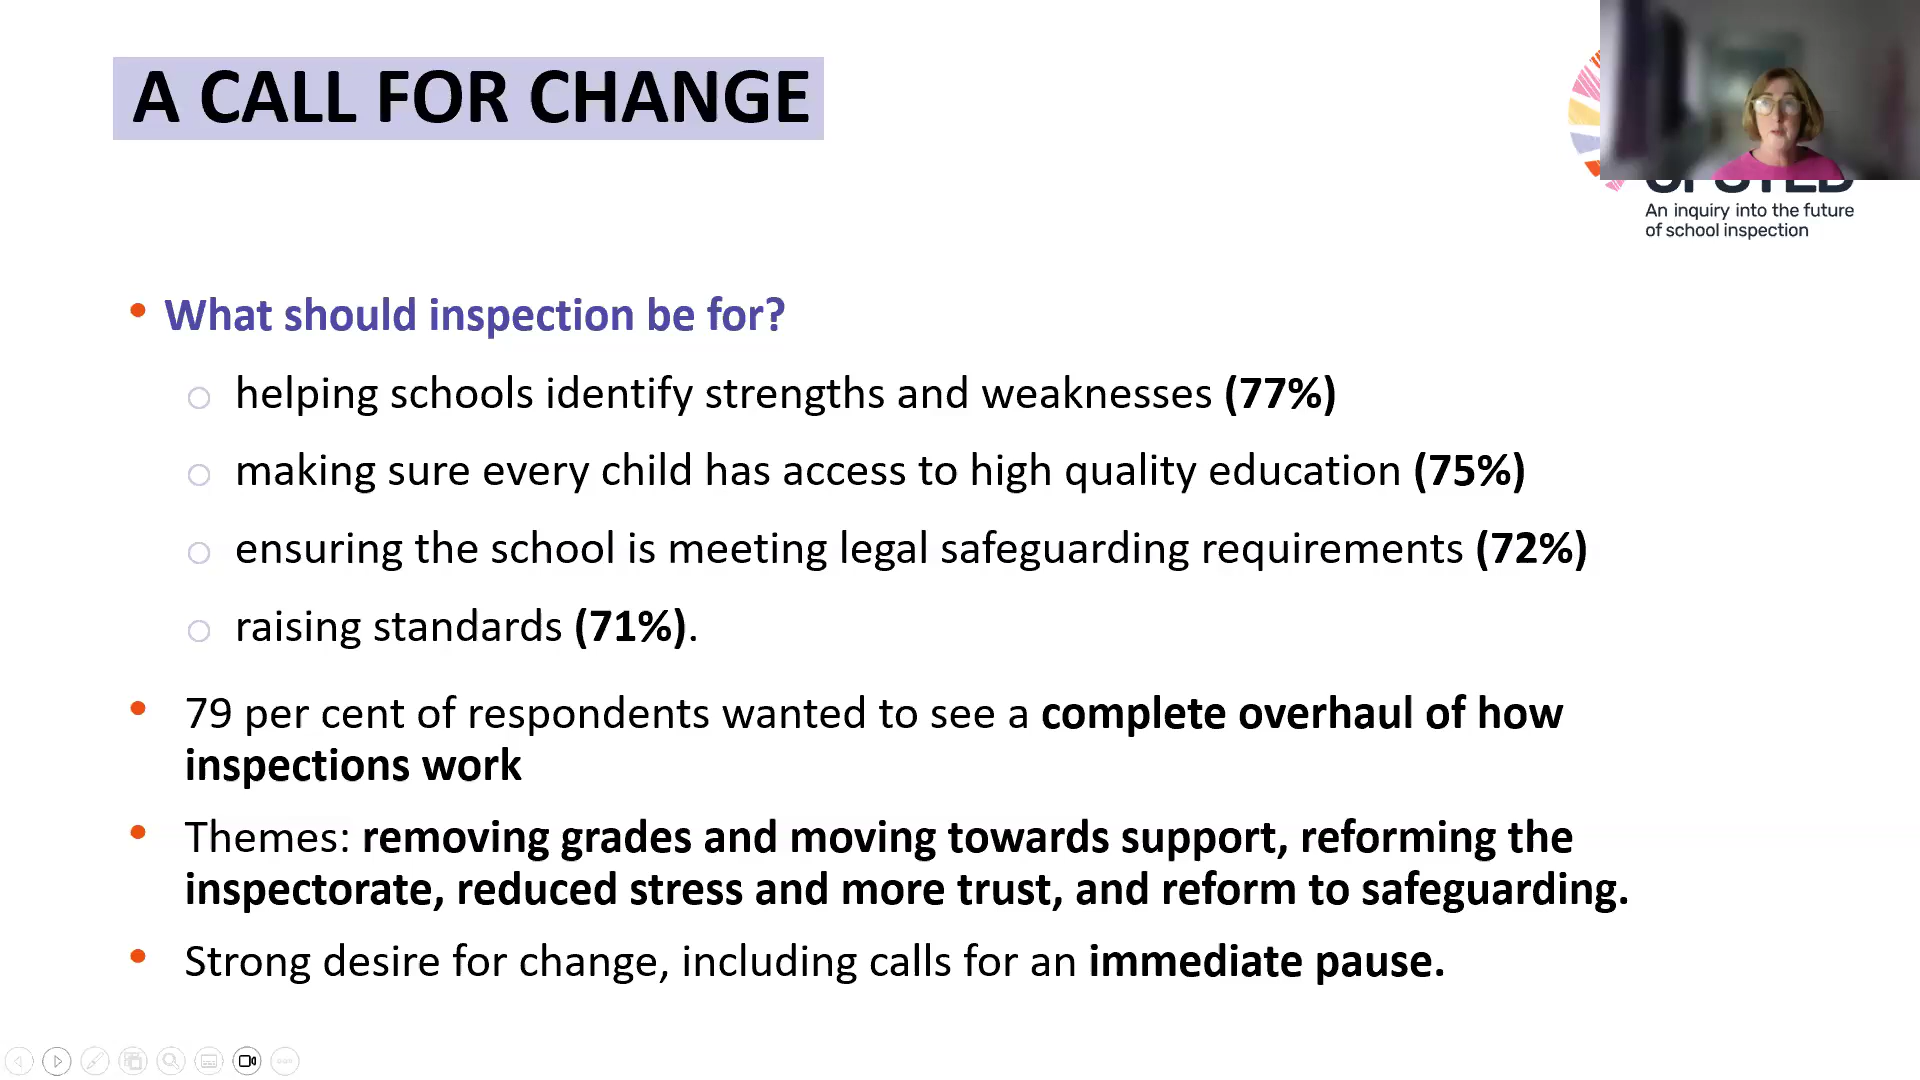 A CALL FOR CHANGE
An inquiry into the future
of school inspection
• What should inspection be for?
○ helping schools identify strengths and weaknesses (77%)
○ making sure every child has access to high quality education (75%)
○ ensuring the school is meeting legal safeguarding requirements (72%)
○ raising standards (71%).
• 79 per cent of respondents wanted to see a complete overhaul of how
inspections work
• Themes: removing grades and moving towards support, reforming the
inspectorate, reduced stress and more trust, and reform to safeguarding.
• Strong desire for change, including calls for an immediate pause.